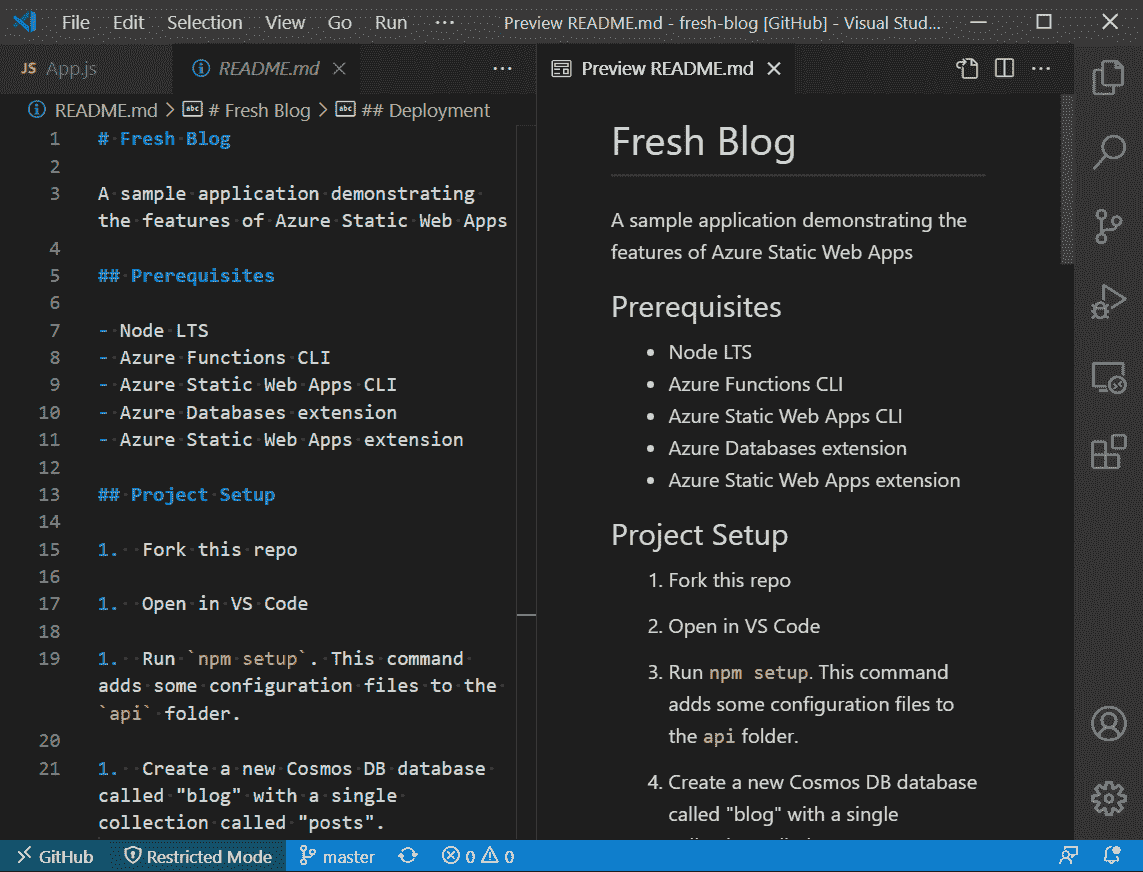 File Edit Selection View Go Run ··· Preview README.md - fresh-blog [GitHub] - Visual Stud...
JS App.js
README.md
Preview README.md
README.md > # Fresh Blog > ## Deployment
1 # Fresh Blog
2
3 A sample application demonstrating
the features of Azure Static Web Apps
4
5 ## Prerequisites
6
7 - Node LTS
8 - Azure Functions CLI
9 - Azure Static Web Apps CLI
10 - Azure Databases extension
11 - Azure Static Web Apps extension
12
13 ## Project Setup
14
15 1. Fork this repo
16
17 1. Open in VS Code
18
19 1. Run `npm setup`. This command
adds some configuration files to the
`api` folder.
20
21 1. Create a new Cosmos DB database
called "blog" with a single
collection called "posts".
Fresh Blog
A sample application demonstrating the
features of Azure Static Web Apps
Prerequisites
• Node LTS
• Azure Functions CLI
• Azure Static Web Apps CLI
• Azure Databases extension
• Azure Static Web Apps extension
Project Setup
1. Fork this repo
2. Open in VS Code
3. Run npm setup. This command
adds some configuration files to
the api folder.
4. Create a new Cosmos DB database
called "blog" with a single
GitHub Restricted Mode master 0 0